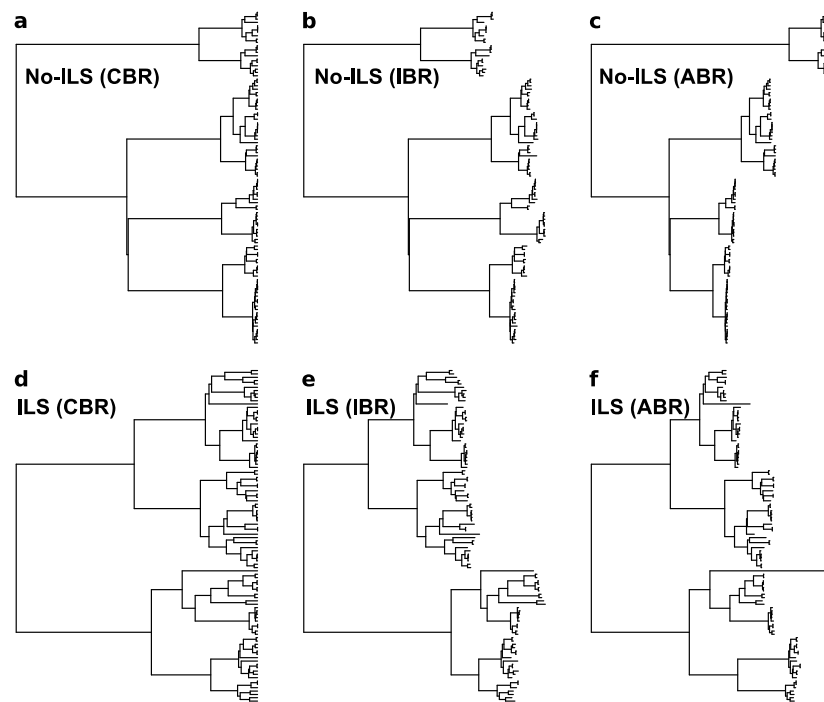 a
b
c
No-ILS (CBR)
No-ILS (IBR)
No-ILS (ABR)
d
e
f
ILS (CBR)
ILS (IBR)
ILS (ABR)